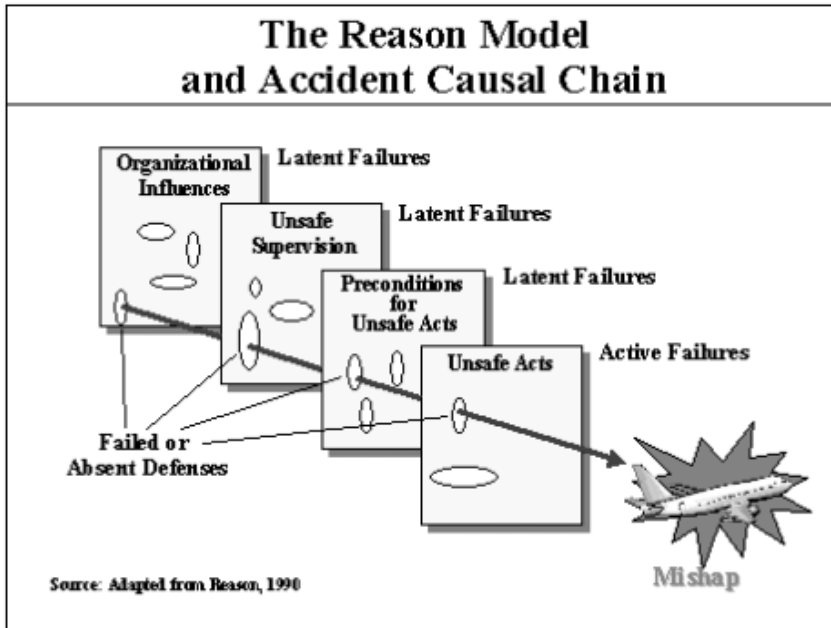 The Reason Model
and Accident Causal Chain
Organizational
Influences
Latent Failures
Unsafe
Supervision
Latent Failures
Preconditions
for
Unsafe Acts
Latent Failures
Unsafe Acts
Active Failures
Failed or
Absent Defenses
Mishap
Source: Adapted from Reason, 1990